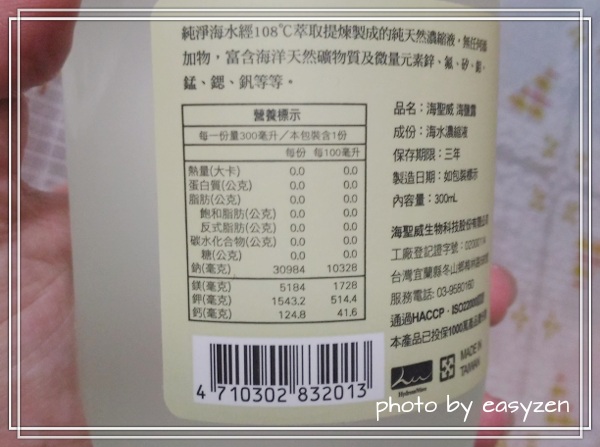 純淨海水經108℃萃取提煉製成的純天然濃縮液，無任何添
加物，富含海洋天然礦物質及微量元素鋅、氟、矽、鉬、
錳、鍶、釩等等。
營養標示
每一份量300毫升／本包裝含1份
每份 每100毫升
熱量(大卡) 0.0 0.0
蛋白質(公克) 0.0 0.0
脂肪(公克) 0.0 0.0
飽和脂肪(公克) 0.0 0.0
反式脂肪(公克) 0.0 0.0
碳水化合物(公克) 0.0 0.0
糖(公克) 0.0 0.0
鈉(毫克) 30984 10328
鎂(毫克) 5184 1728
鉀(毫克) 1543.2 514.4
鈣(毫克) 124.8 41.6
品名：海聖威 海鹽露
成份：海水濃縮液
保存期限：三年
製造日期：如包裝標示
內容量：300mL
海聖威生物科技股份有限公司
工廠登記證字號：
台灣宜蘭縣冬山鄉
服務電話: 03-9580160
通過HACCP、ISO22000
本產品已投保1000萬產品
MADE IN
TAIWAN
4 710302 832013
photo by easyzen